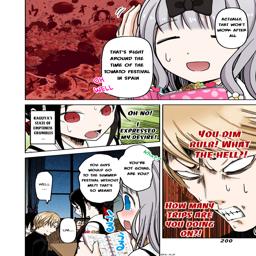 ACTUALLY,
THAT WON'T
WORK AFTER
ALL
THAT'S RIGHT
AROUND THE
TIME OF THE
TOMATO FESTIVAL
IN SPAIN
OH
WELL
OH NO!
I
EXPRESSED
MY DESIRE!
KAGUYA'S
STATE OF
EMOTIONAL
YOU DIM
BULB! WHAT
THE HELL?!
HOW MANY
TRIPS ARE
YOU DOING
ON?!
YOU'RE
NOT GOING,
ARE YOU?
YOU GUYS
WOULD GO
TO THE
SUMMER
FESTIVAL WITHOUT
ME?! THAT'S
SO MEAN!!
WELL...
200